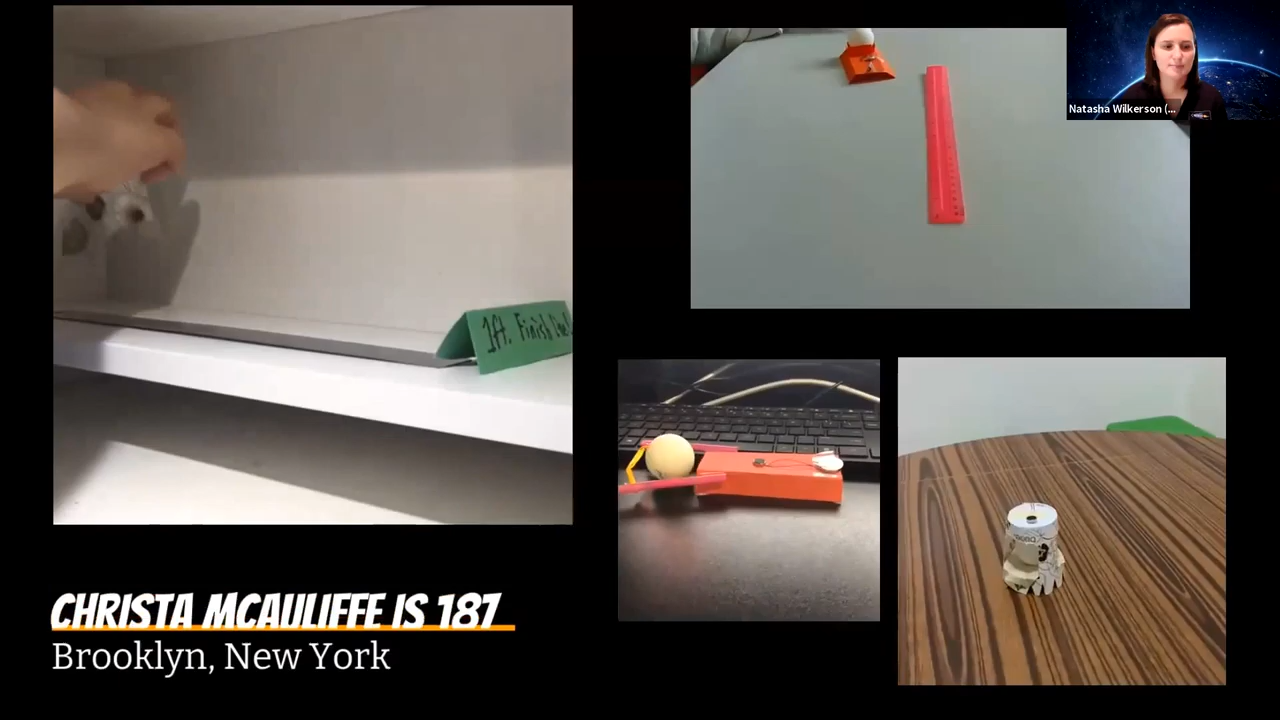 Natasha Wilkerson (...
1ft. Finish
CHRISTA MCAULIFFE IS 187
Brooklyn, New York